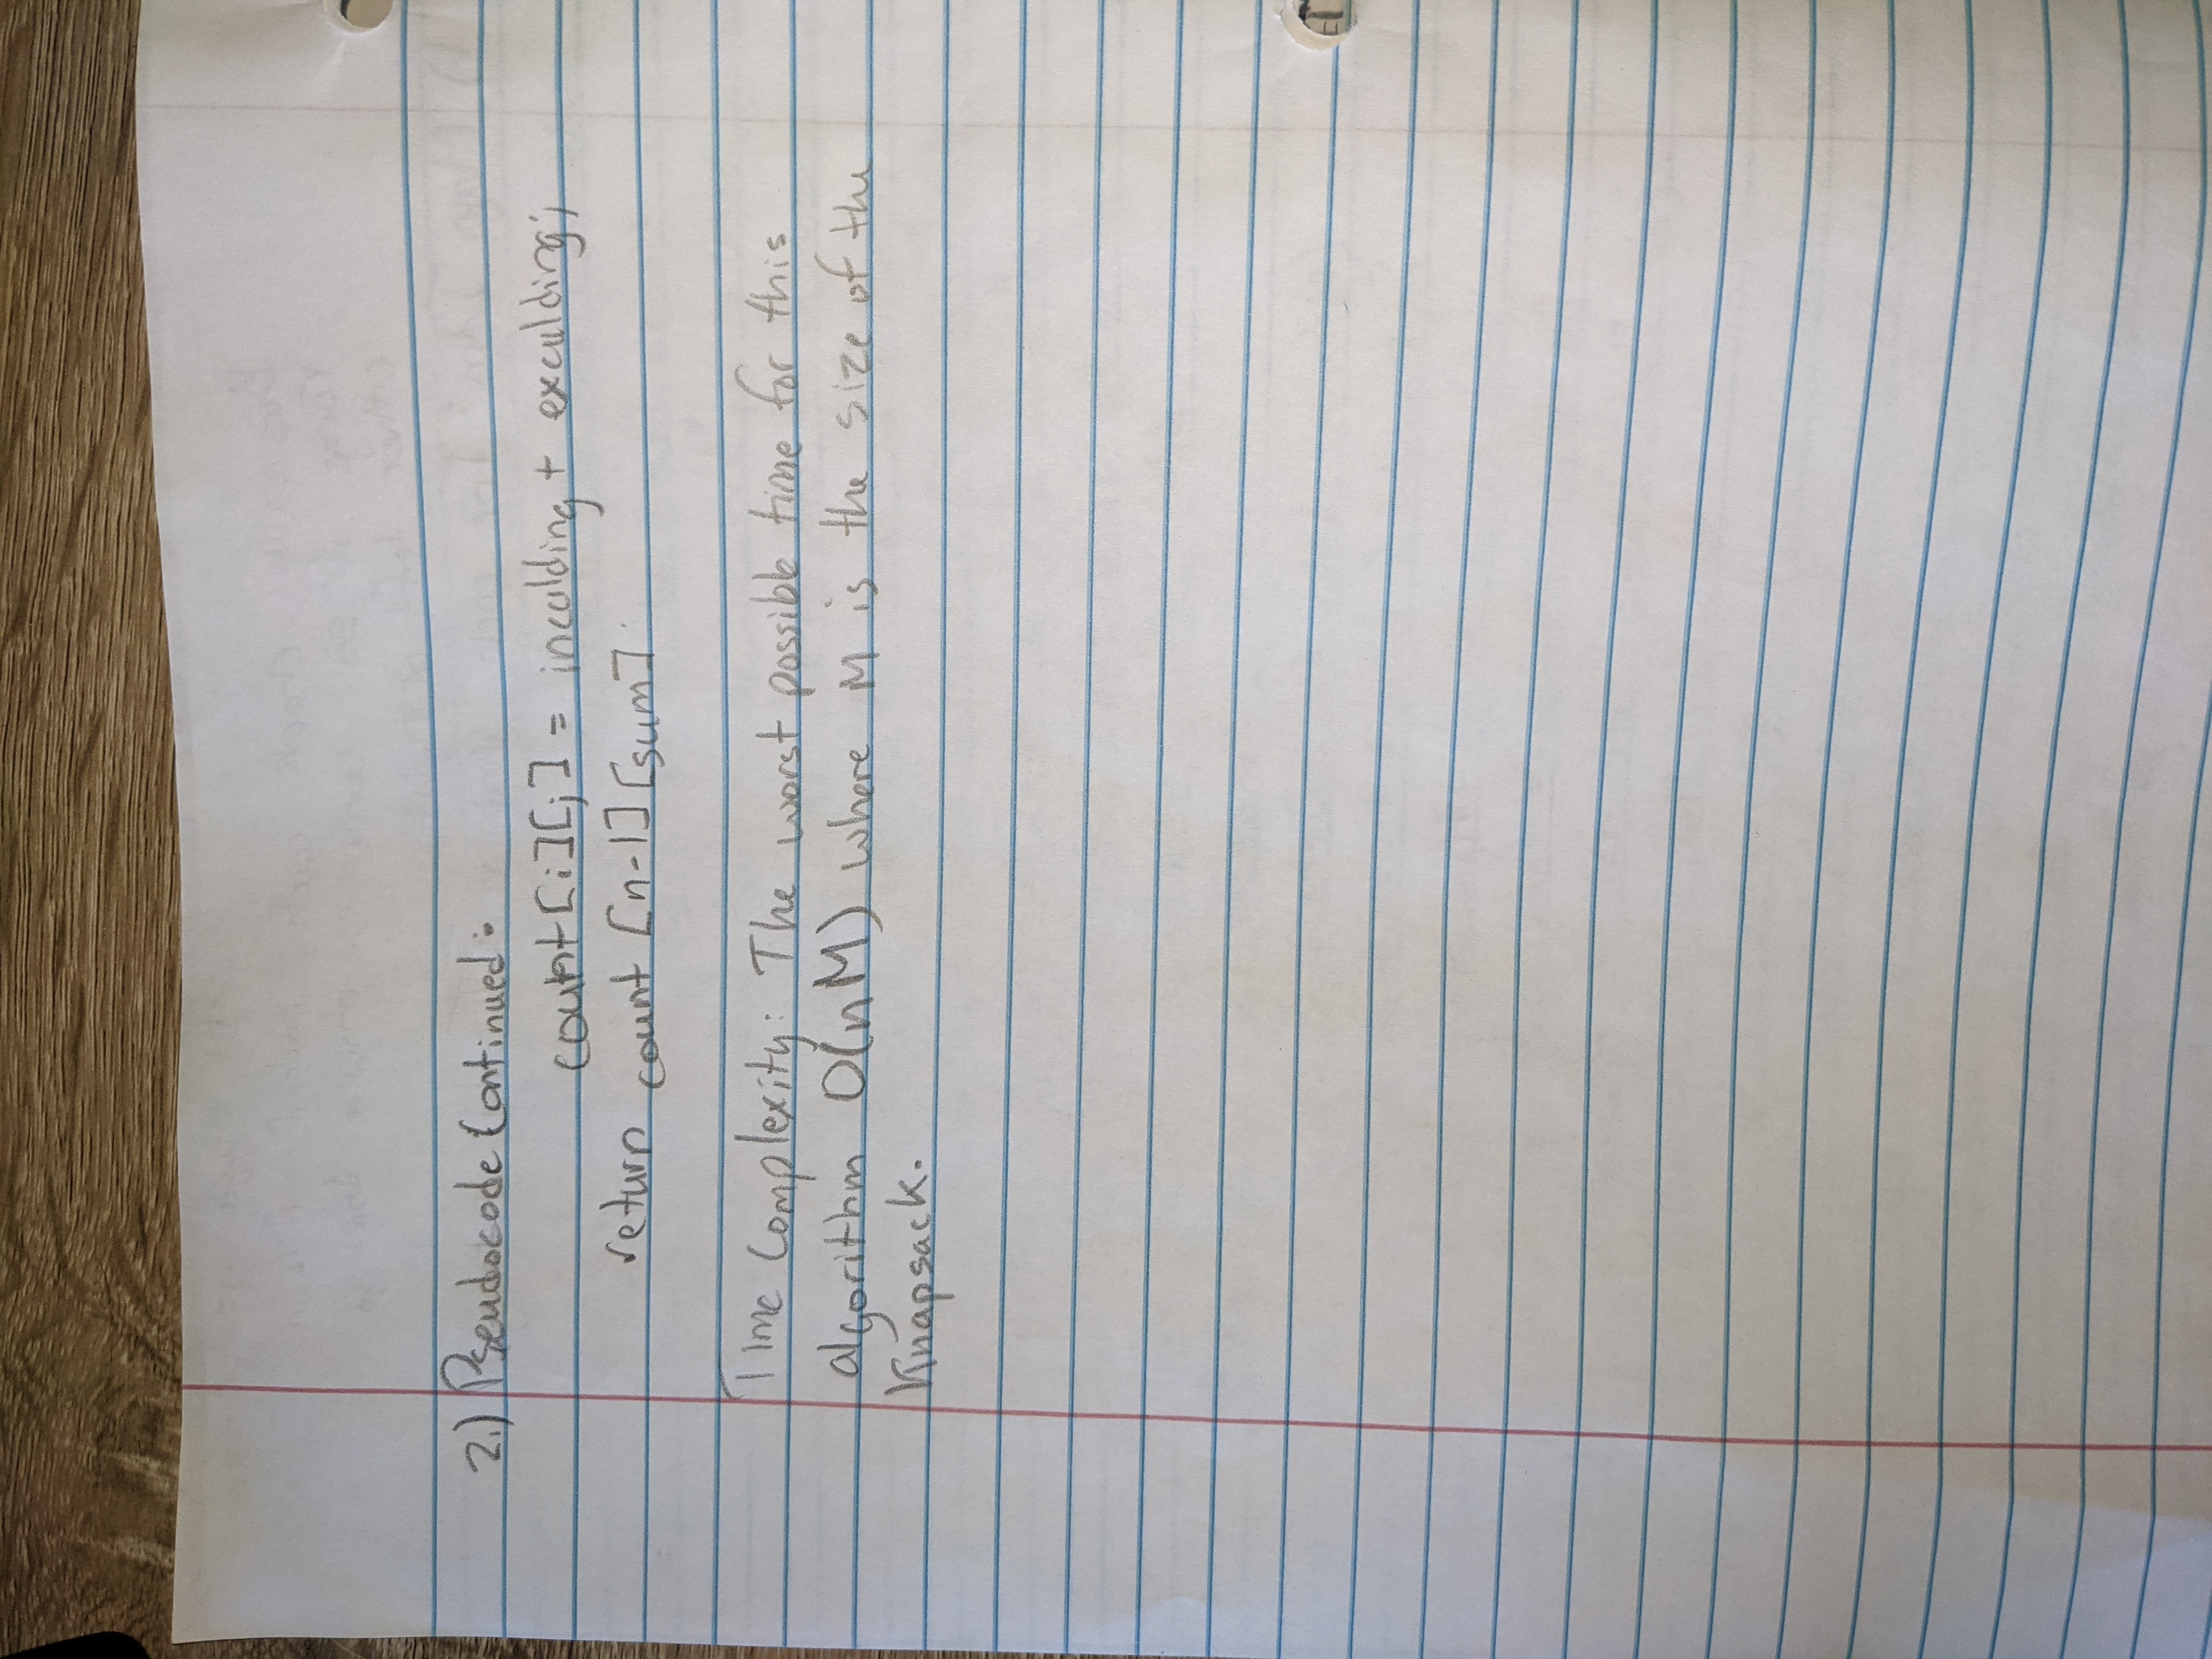 2.) Pseudocode Continued:
count[i][j] = inculding + exculding;
return count [n-1][sum]
Time Complexity: The worst possible time for this
algorithm O(nM) where M is the size of the
Knapsack.